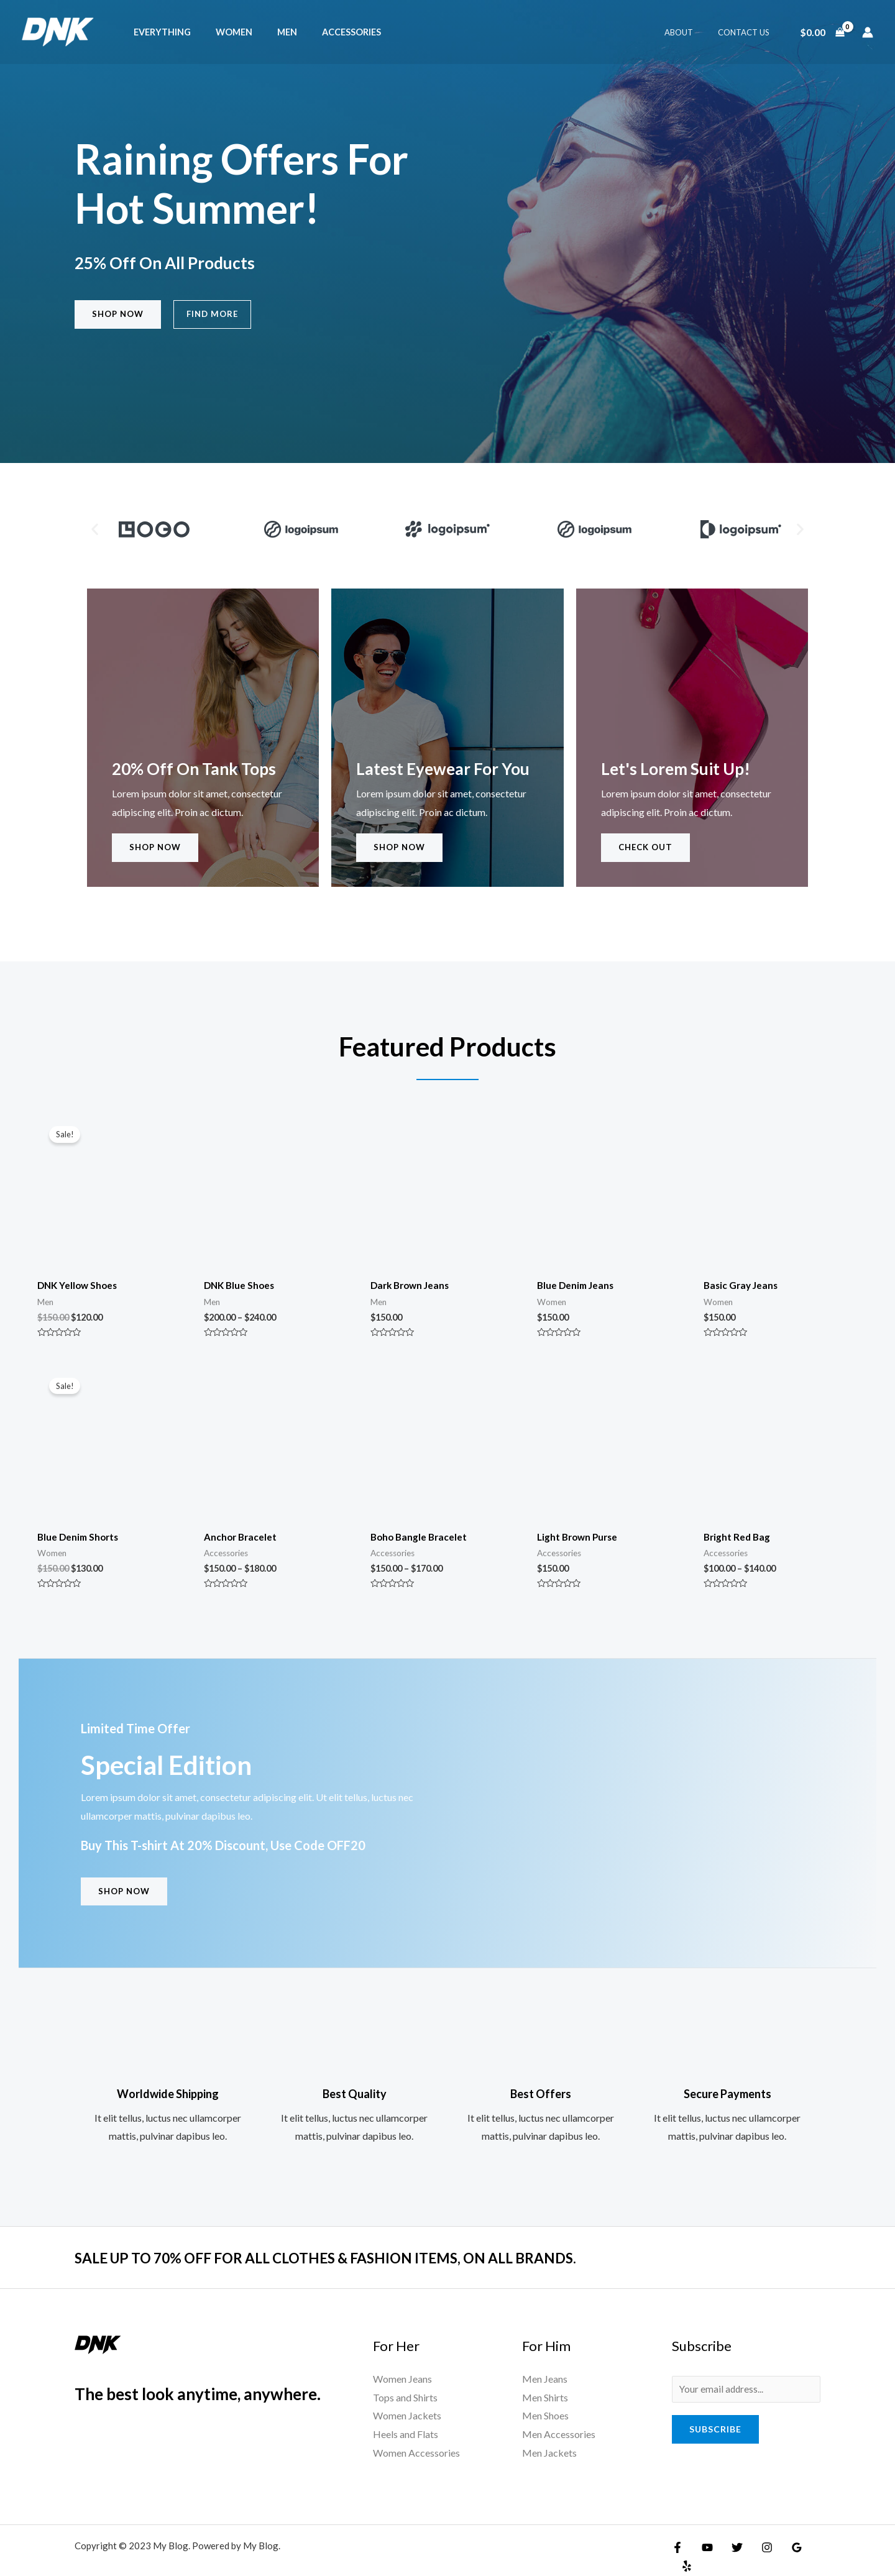 DNK
EVERYTHING
WOMEN
MEN
ACCESSORIES
ABOUT
CONTACT US
$0.00
0
Raining Offers For
Hot Summer!
25% Off On All Products
SHOP NOW
FIND MORE
LOGO
logoipsum
logoipsum
logoipsum
logoipsum
20% Off On Tank Tops
Lorem ipsum dolor sit amet, consectetur
adipiscing elit. Proin ac dictum.
SHOP NOW
Latest Eyewear For You
Lorem ipsum dolor sit amet, consectetur
adipiscing elit. Proin ac dictum.
SHOP NOW
Let's Lorem Suit Up!
Lorem ipsum dolor sit amet, consectetur
adipiscing elit. Proin ac dictum.
CHECK OUT
Featured Products
Sale!
DNK Yellow Shoes
Men
$150.00 $120.00
DNK Blue Shoes
Men
$200.00 – $240.00
Dark Brown Jeans
Men
$150.00
Blue Denim Jeans
Women
$150.00
Basic Gray Jeans
Women
$150.00
Sale!
Blue Denim Shorts
Women
$150.00 $130.00
Anchor Bracelet
Accessories
$150.00 – $180.00
Boho Bangle Bracelet
Accessories
$150.00 – $170.00
Light Brown Purse
Accessories
$150.00
Bright Red Bag
Accessories
$100.00 – $140.00
Limited Time Offer
Special Edition
Lorem ipsum dolor sit amet, consectetur adipiscing elit. Ut elit tellus, luctus nec
ullamcorper mattis, pulvinar dapibus leo.
Buy This T-shirt At 20% Discount, Use Code OFF20
SHOP NOW
Worldwide Shipping
It elit tellus, luctus nec ullamcorper
mattis, pulvinar dapibus leo.
Best Quality
It elit tellus, luctus nec ullamcorper
mattis, pulvinar dapibus leo.
Best Offers
It elit tellus, luctus nec ullamcorper
mattis, pulvinar dapibus leo.
Secure Payments
It elit tellus, luctus nec ullamcorper
mattis, pulvinar dapibus leo.
SALE UP TO 70% OFF FOR ALL CLOTHES & FASHION ITEMS, ON ALL BRANDS.
DNK
The best look anytime, anywhere.
For Her
Women Jeans
Tops and Shirts
Women Jackets
Heels and Flats
Women Accessories
For Him
Men Jeans
Men Shirts
Men Shoes
Men Accessories
Men Jackets
Subscribe
Your email address...
SUBSCRIBE
Copyright © 2023 My Blog. Powered by My Blog.